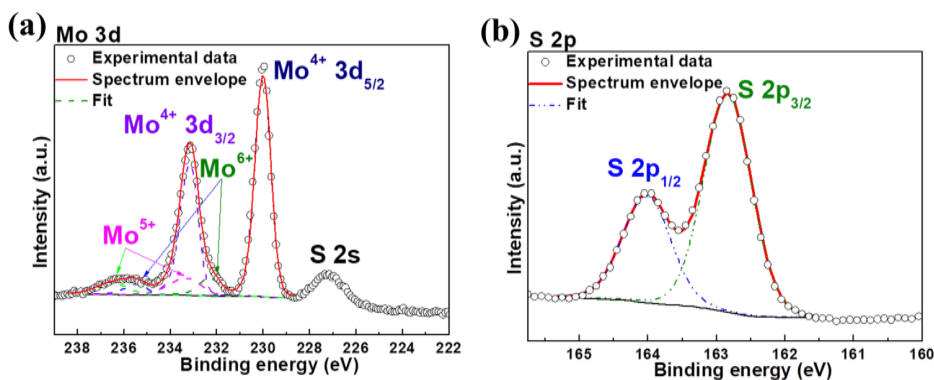 (a)
Mo 3d
Experimental data
Spectrum envelope
Fit
Mo⁴⁺ 3d₅/₂
Mo⁴⁺ 3d₃/₂
Mo⁶⁺
Mo⁵⁺
S 2s
Intensity (a.u.)
238 236 234 232 230 228 226 224 222
Binding energy (eV)
(b)
S 2p
Experimental data
Spectrum envelope
Fit
S 2p₃/₂
S 2p₁/₂
Intensity (a.u.)
165 164 163 162 161 160
Binding energy (eV)